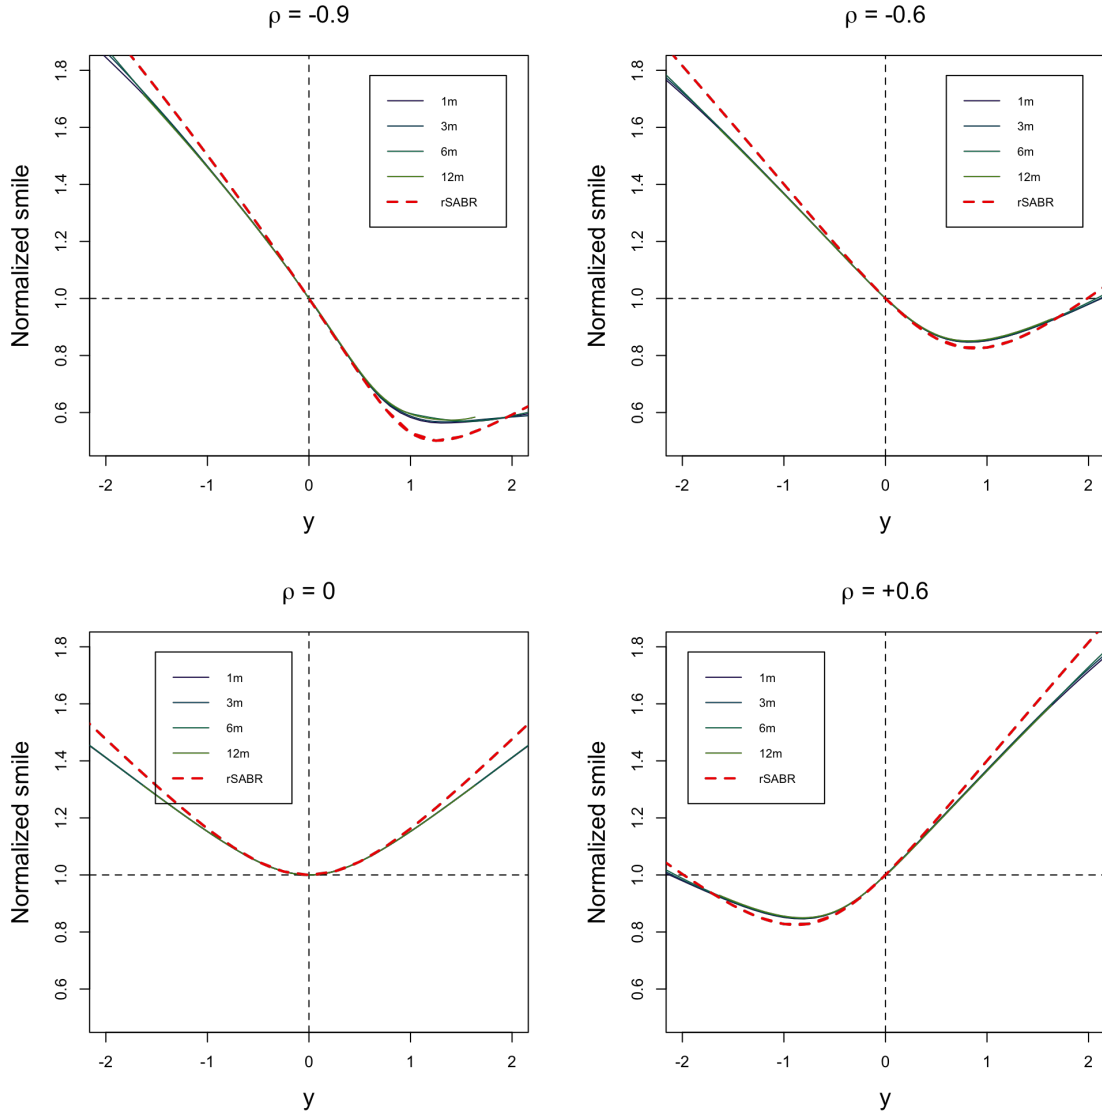 ρ = -0.9
Normalized smile
1.8
1.6
1.4
1.2
1.0
0.8
0.6
1m
3m
6m
12m
rSABR
-2 -1 0 1 2
y
ρ = -0.6
Normalized smile
1.8
1.6
1.4
1.2
1.0
0.8
0.6
1m
3m
6m
12m
rSABR
-2 -1 0 1 2
y
ρ = 0
Normalized smile
1.8
1.6
1.4
1.2
1.0
0.8
0.6
1m
3m
6m
12m
rSABR
-2 -1 0 1 2
y
ρ = +0.6
Normalized smile
1.8
1.6
1.4
1.2
1.0
0.8
0.6
1m
3m
6m
12m
rSABR
-2 -1 0 1 2
y